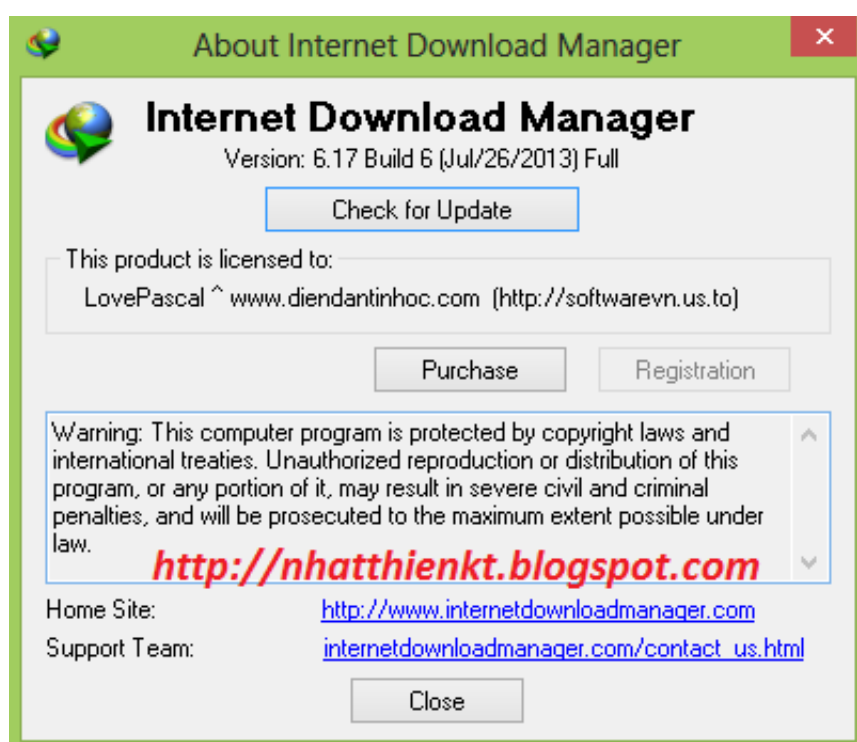 About Internet Download Manager
Internet Download Manager
Version: 6.17 Build 6 (Jul/26/2013) Full
Check for Update
This product is licensed to:
LovePascal ^ www.diendantinhoc.com (http://softwarevn.us.to)
Purchase Registration
Warning: This computer program is protected by copyright laws and
international treaties. Unauthorized reproduction or distribution of this
program, or any portion of it, may result in severe civil and criminal
penalties, and will be prosecuted to the maximum extent possible under
law.
http://nhatthienkt.blogspot.com
Home Site: http://www.internetdownloadmanager.com
Support Team: internetdownloadmanager.com/contact_us.html
Close